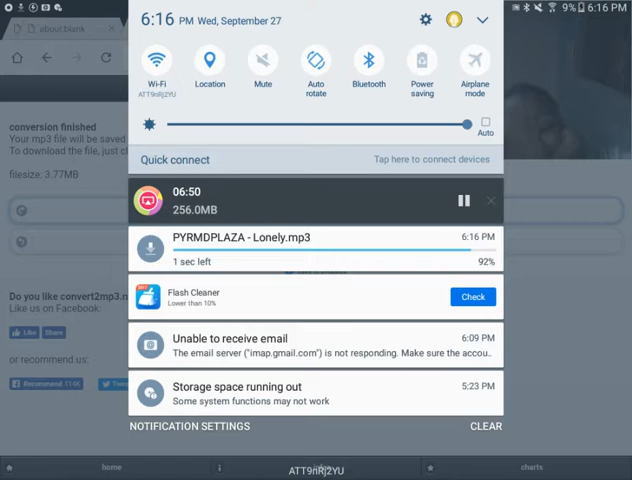 9% 6:16 PM
6:16 PM Wed, September 27
about:blank
Wi-Fi
ATT9nRj2YU
Location
Mute
Auto rotate
Bluetooth
Power saving
Airplane mode
Auto
Quick connect
Tap here to connect devices
conversion finished
Your mp3 file will be saved
To download the file, just cl
filesize: 3.77MB
06:50
256.0MB
PYRMDPLAZA - Lonely.mp3
6:16 PM
1 sec left
92%
Flash Cleaner
Lower than 10%
Check
Do you like convert2mp3.n
Like us on Facebook:
Like
Share
or recommend us:
Recommend 114K
Tweet
Unable to receive email
6:09 PM
The email server ("imap.gmail.com") is not responding. Make sure the accou..
Storage space running out
5:23 PM
Some system functions may not work
NOTIFICATION SETTINGS
CLEAR
home
charts
ATT9nRj2YU